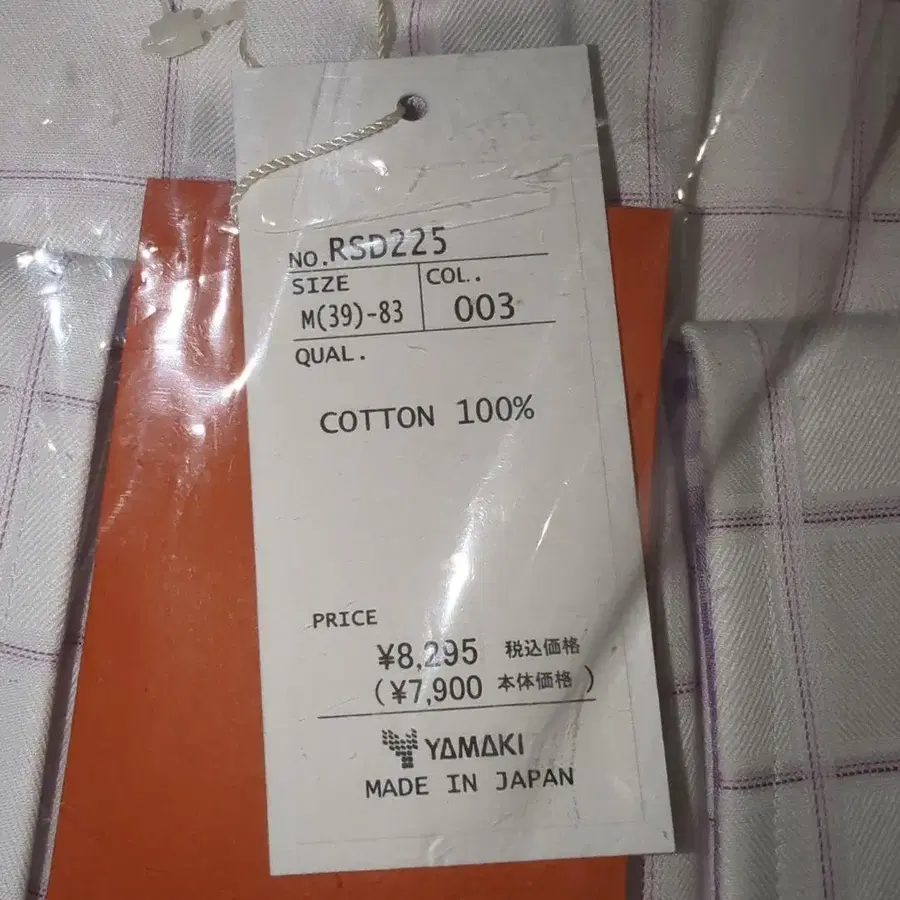 NO.RSD225
SIZE COL..
M(39)-83 003
QUAL.
COTTON 100%
PRICE
¥8,295 税込価格
(¥7,900 本体価格)
YAMAKI
MADE IN JAPAN